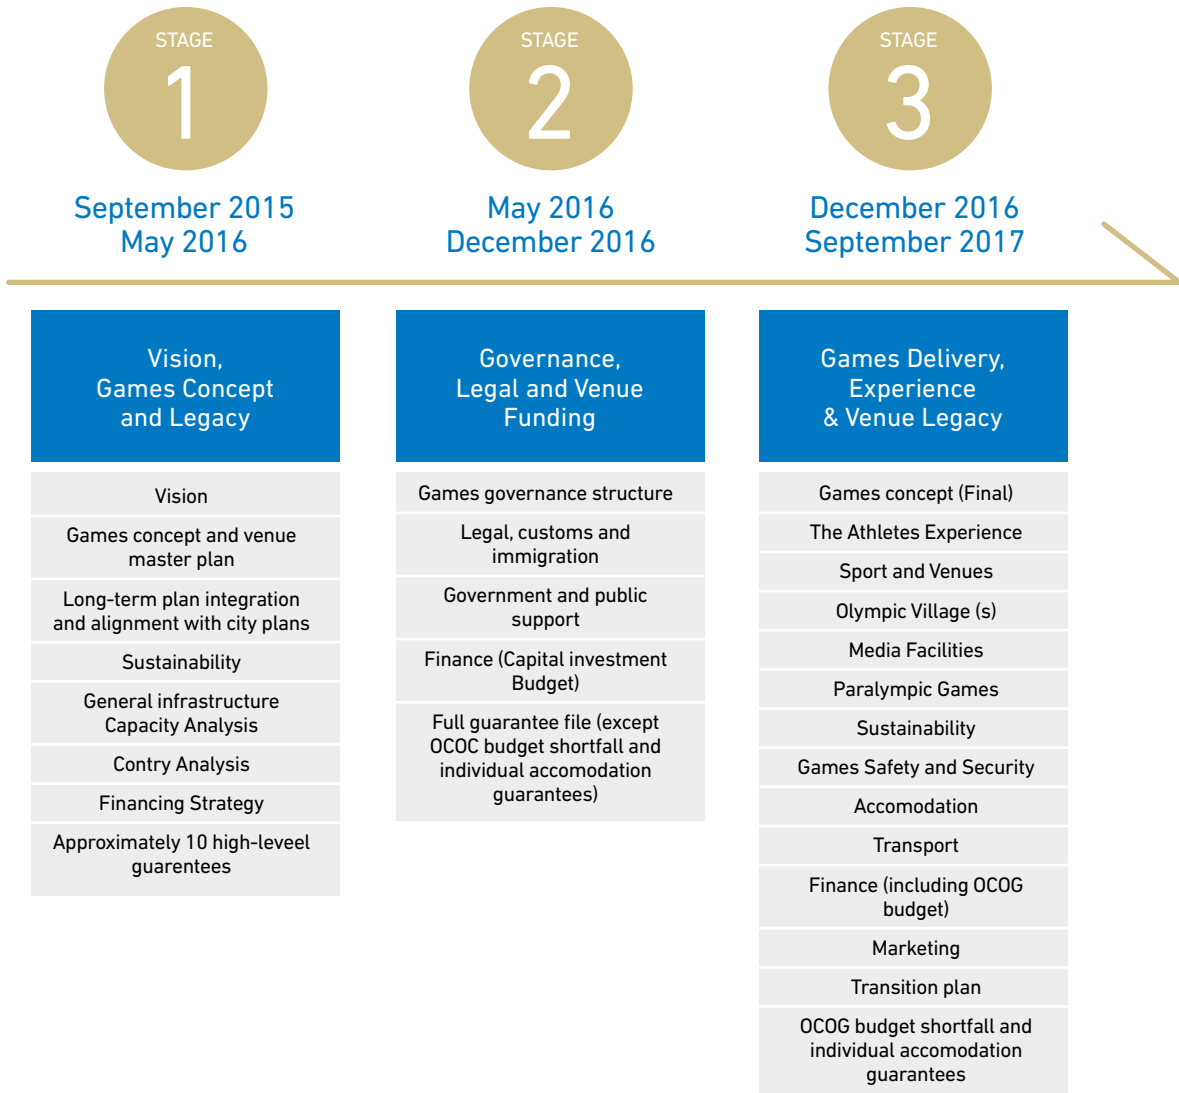 STAGE
1
September 2015
May 2016
Vision,
Games Concept
and Legacy
Vision
Games concept and venue
master plan
Long-term plan integration
and alignment with city plans
Sustainability
General infrastructure
Capacity Analysis
Contry Analysis
Financing Strategy
Approximately 10 high-leveel
guarentees
STAGE
2
May 2016
December 2016
Governance,
Legal and Venue
Funding
Games governance structure
Legal, customs and
immigration
Government and public
support
Finance (Capital investment
Budget)
Full guarantee file (except
OCOC budget shortfall and
individual accomodation
guarantees)
STAGE
3
December 2016
September 2017
Games Delivery,
Experience
& Venue Legacy
Games concept (Final)
The Athletes Experience
Sport and Venues
Olympic Village (s)
Media Facilities
Paralympic Games
Sustainability
Games Safety and Security
Accomodation
Transport
Finance (including OCOG
budget)
Marketing
Transition plan
OCOG budget shortfall and
individual accomodation
guarantees